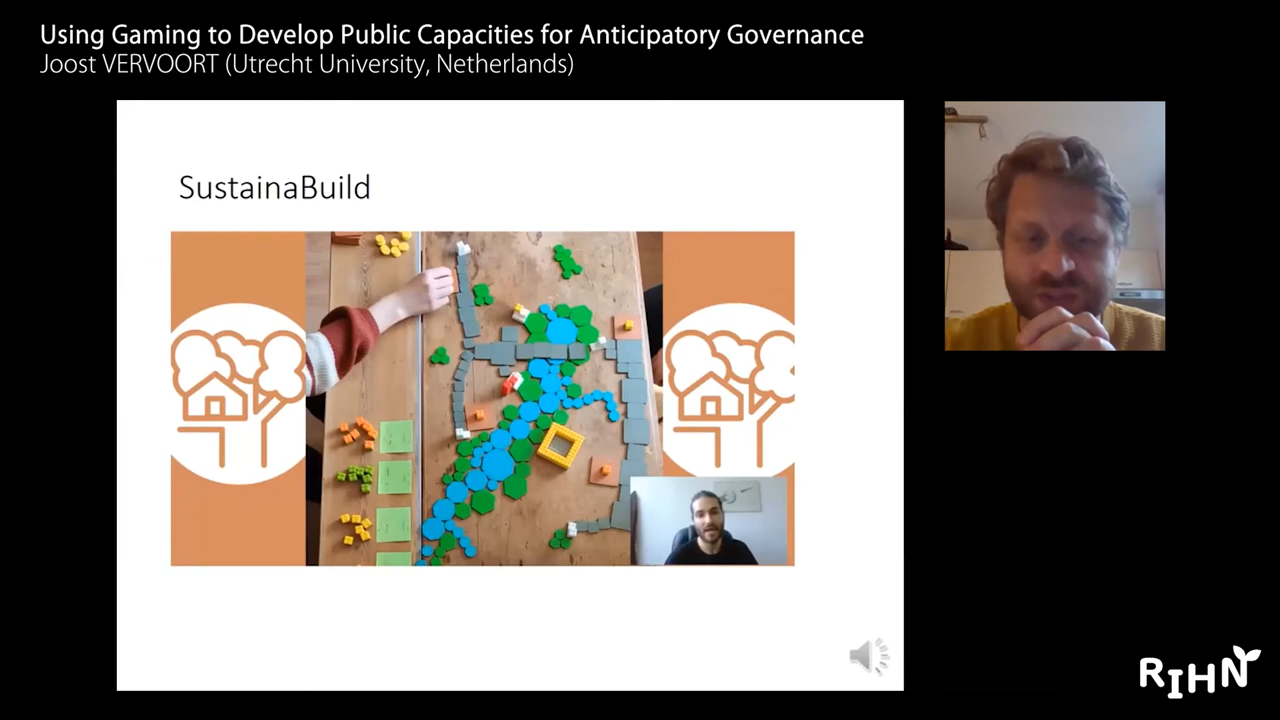 Using Gaming to Develop Public Capacities for Anticipatory Governance
Joost VERVOORT (Utrecht University, Netherlands)
SustainaBuild
RIHN